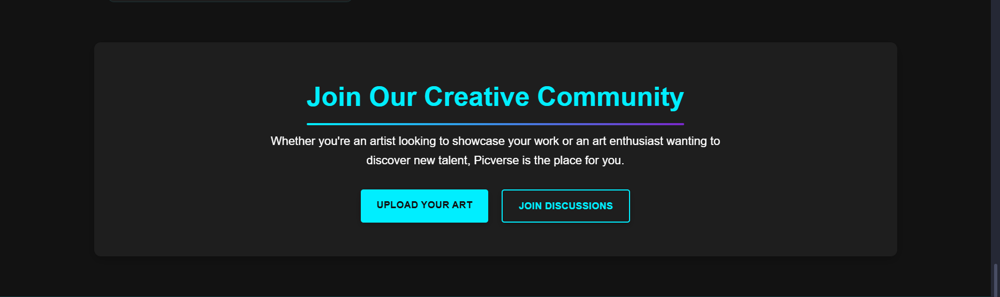 Join Our Creative Community
Whether you're an artist looking to showcase your work or an art enthusiast wanting to
discover new talent, Picverse is the place for you.
UPLOAD YOUR ART
JOIN DISCUSSIONS